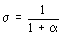 σ = 1 / (1 + α)